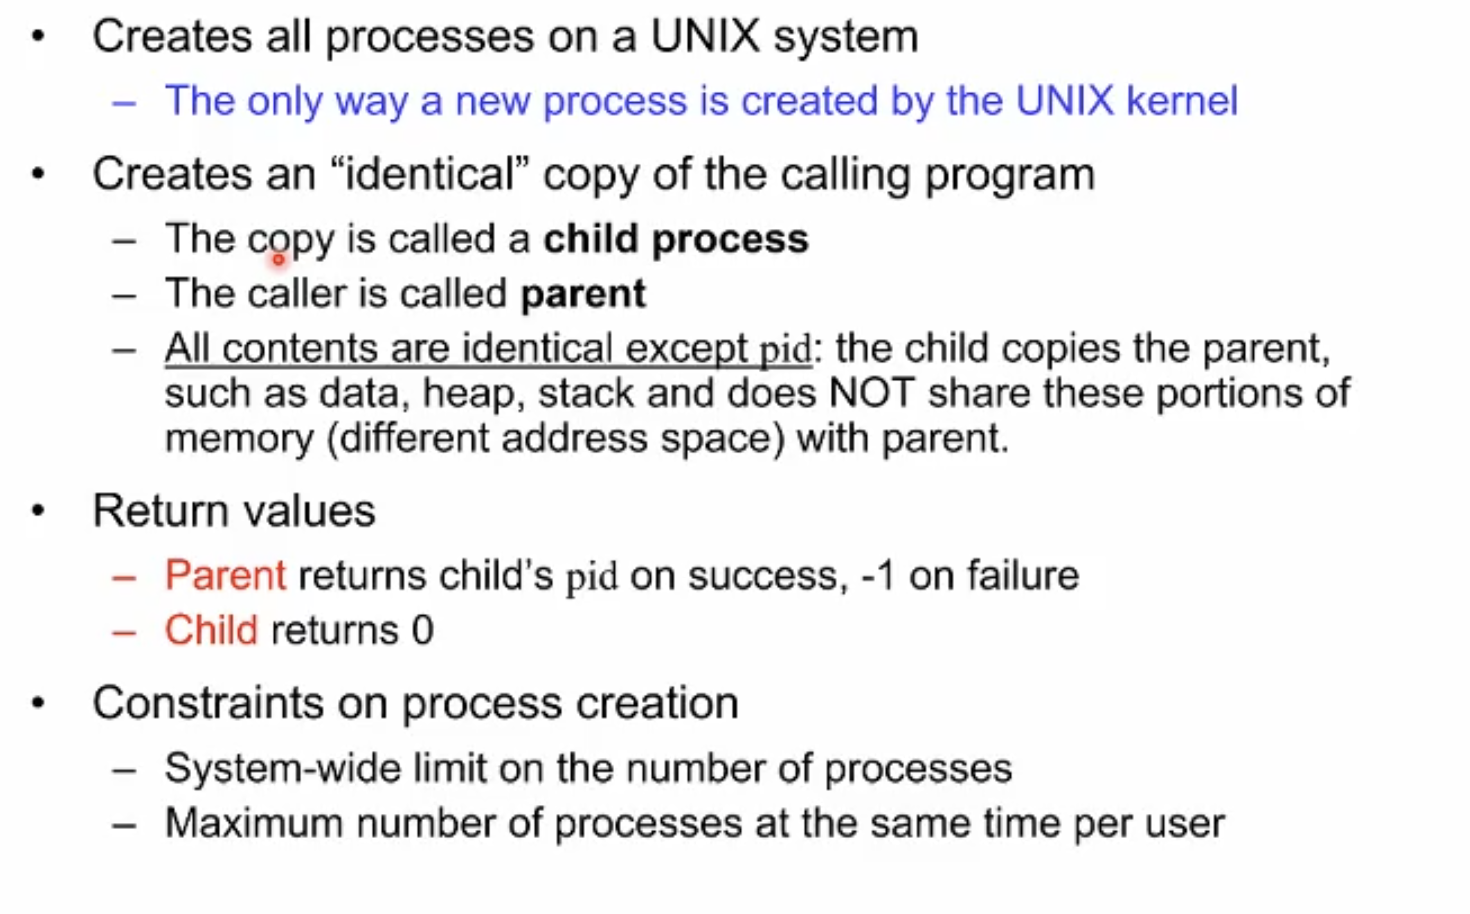 • Creates all processes on a UNIX system
– The only way a new process is created by the UNIX kernel
• Creates an “identical” copy of the calling program
– The copy is called a child process
– The caller is called parent
– All contents are identical except pid: the child copies the parent,
such as data, heap, stack and does NOT share these portions of
memory (different address space) with parent.
• Return values
– Parent returns child’s pid on success, -1 on failure
– Child returns 0
• Constraints on process creation
– System-wide limit on the number of processes
– Maximum number of processes at the same time per user